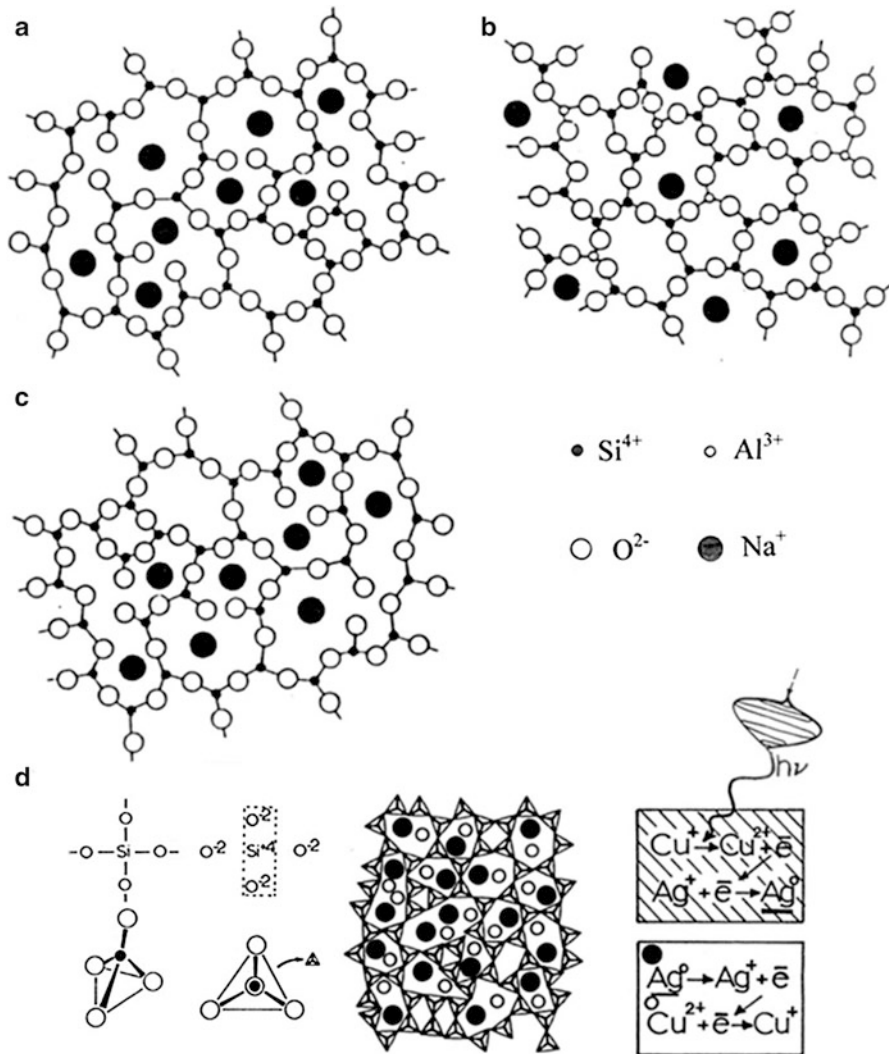 a
b
c
Si⁴⁺ Al³⁺
O²⁻ Na⁺
d
hν
O⁻²
O Si O O⁻² Si⁺⁴ O⁻²
O O⁻²
Cu⁺ → Cu²⁺ + ē
Ag⁺ + ē → Ag⁰
Ag⁰ → Ag⁺ + ē
Cu²⁺ + ē → Cu⁺